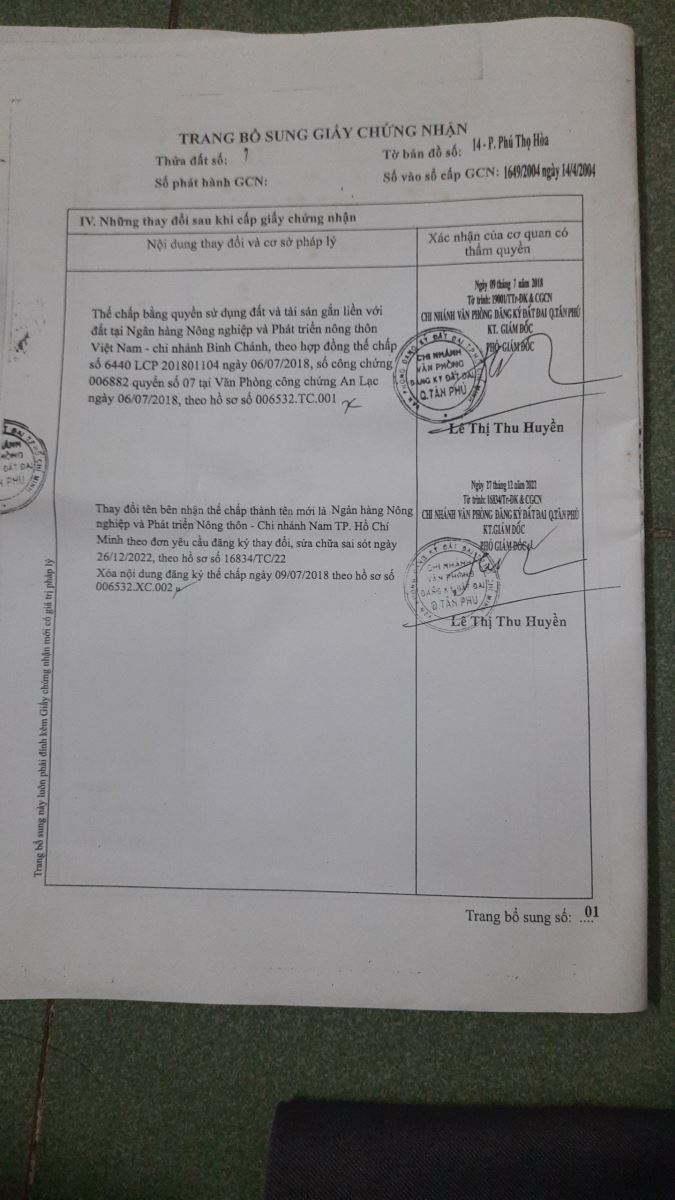 TRANG BỔ SUNG GIẤY CHỨNG NHẬN
Thửa đất số: 7
Tờ bản đồ số: 14-P. Phú Thọ Hòa
Số phát hành GCN:
Số vào sổ cấp GCN: 1649/2004 ngày 14/4/2004
IV. Những thay đổi sau khi cấp giấy chứng nhận
Nội dung thay đổi và cơ sở pháp lý
Xác nhận của cơ quan có
thẩm quyền
Thế chấp bằng quyền sử dụng đất và tài sản gắn liền với
đất tại Ngân hàng Nông nghiệp và Phát triển nông thôn
Việt Nam - chi nhánh Bình Chánh, theo hợp đồng thế chấp
số 6440 LCP 201801104 ngày 06/07/2018, số công chứng
006882 quyển số 07 tại Văn Phòng công chứng An Lạc
ngày 06/07/2018, theo hồ sơ số 006532.TC.001
Ngày 09 tháng 7 năm 2018
Tờ trình: 19001/TTr-ĐK & CGCN
CHI NHÁNH VĂN PHÒNG ĐĂNG KÝ ĐẤT ĐAI Q.TÂN PHÚ
KT. GIÁM ĐỐC
PHÓ GIÁM ĐỐC
CHI NHÁNH
VĂN PHÒNG
ĐĂNG KÝ ĐẤT ĐAI
Q.TÂN PHÚ
Lê Thị Thu Huyền
Thay đổi tên bên nhận thế chấp thành tên mới là Ngân hàng Nông
nghiệp và Phát triển Nông thôn - Chi nhánh Nam TP. Hồ Chí
Minh theo đơn yêu cầu đăng ký thay đổi, sửa chữa sai sót ngày
26/12/2022, theo hồ sơ số 16834/TC/22
Xóa nội dung đăng ký thế chấp ngày 09/07/2018 theo hồ sơ số
006532.XC.002
Ngày 27 tháng 12 năm 2022
Tờ trình: 16834/Tr-ĐK & CGCN
CHI NHÁNH VĂN PHÒNG ĐĂNG KÝ ĐẤT ĐAI Q.TÂN PHÚ
KT.GIÁM ĐỐC
PHÓ GIÁM ĐỐC
CHI NHÁNH
VĂN PHÒNG
ĐĂNG KÝ ĐẤT ĐAI
Q.TÂN PHÚ
Lê Thị Thu Huyền
Trang bổ sung này luôn phải đính kèm Giấy chứng nhận mới có giá trị pháp lý
Trang bổ sung số: ....01